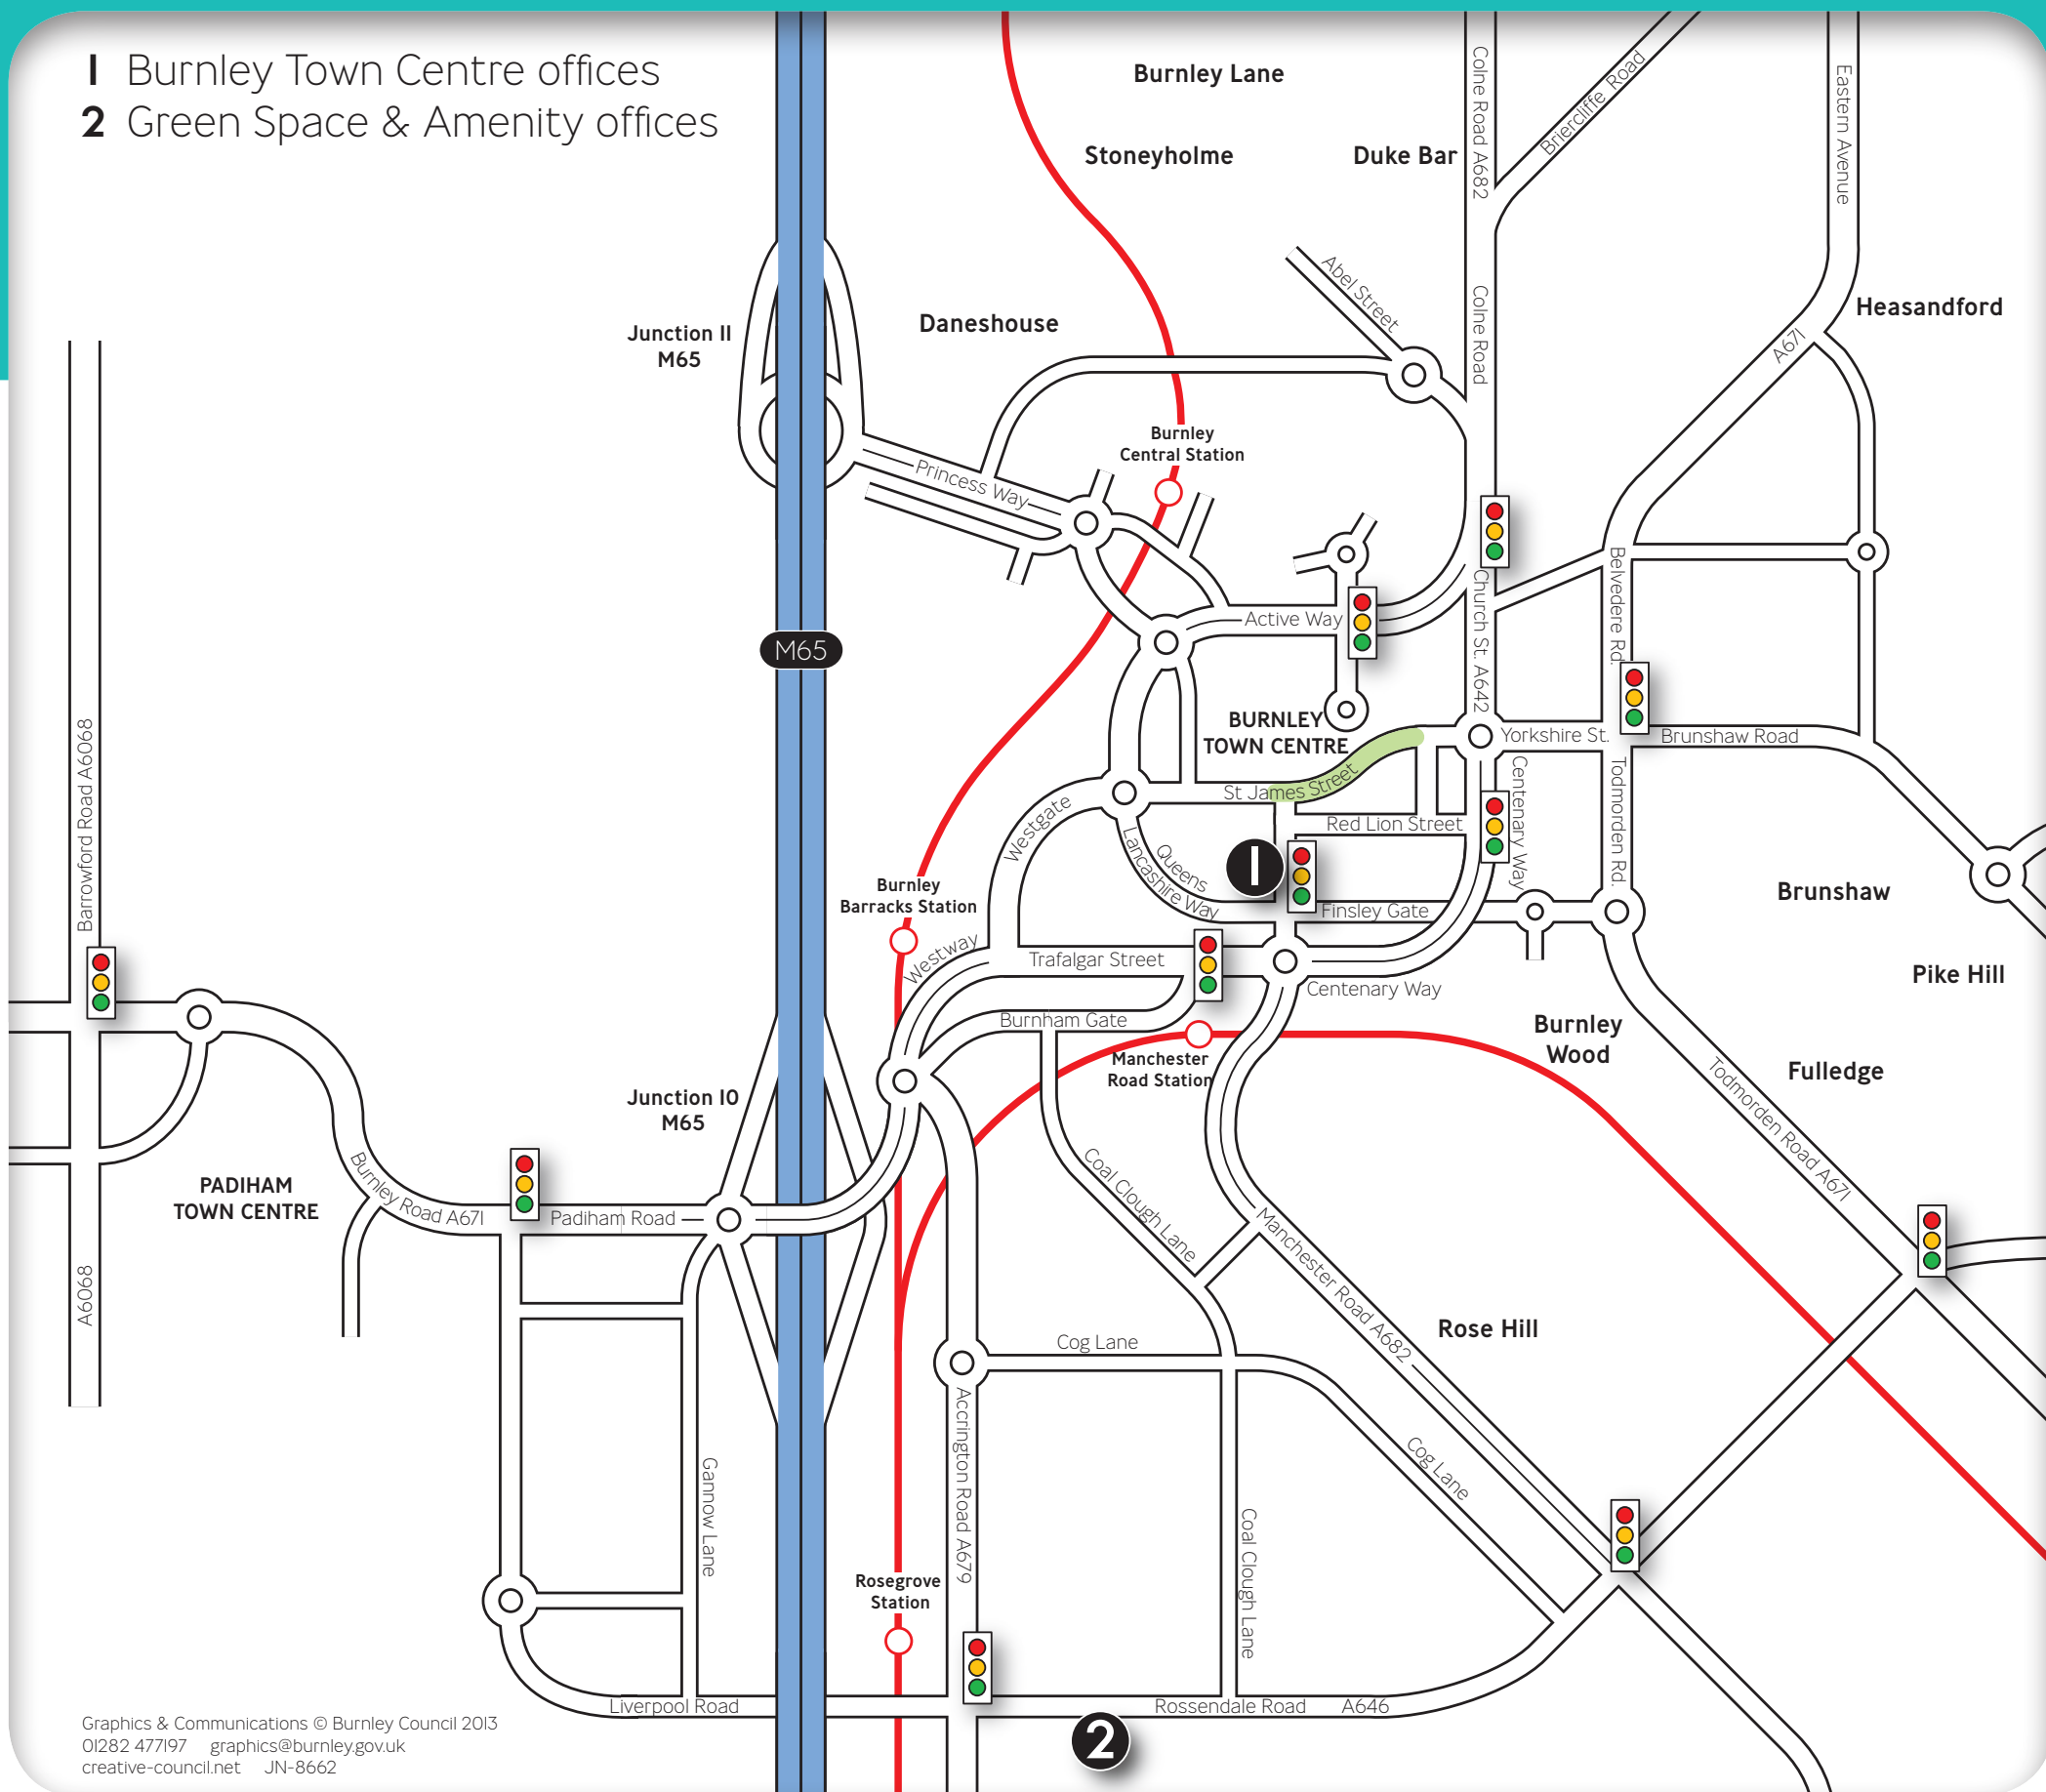 1 Burnley Town Centre offices
2 Green Space & Amenity offices
Burnley Lane
Stoneyholme
Duke Bar
Colne Road A682
Briercliffe Road
Eastern Avenue
Abel Street
Colne Road
Heasandford
A671
Junction 11
M65
Daneshouse
Burnley
Central Station
Princess Way
Active Way
Church St. A642
Belvedere Rd.
M65
BURNLEY
TOWN CENTRE
Yorkshire St.
Brunshaw Road
St James Street
Red Lion Street
Centenary Way
Todmorden Rd.
Westgate
Queens
Lancashire Way
1
Finsley Gate
Barrowford Road A6068
Burnley
Barracks Station
Brunshaw
Westway
Trafalgar Street
Centenary Way
Pike Hill
Burnham Gate
Burnley
Wood
Manchester
Road Station
Fulledge
Todmorden Road A671
Junction 10
M65
PADIHAM
TOWN CENTRE
Burnley Road A671
Padiham Road
Coal Clough Lane
Manchester Road A682
A6068
Rose Hill
Cog Lane
Accrington Road A679
Cog Lane
Gannow Lane
Coal Clough Lane
Rosegrove
Station
Liverpool Road
Rossendale Road A646
2
Graphics & Communications © Burnley Council 2013
01282 477197 graphics@burnley.gov.uk
creative-council.net JN-8662